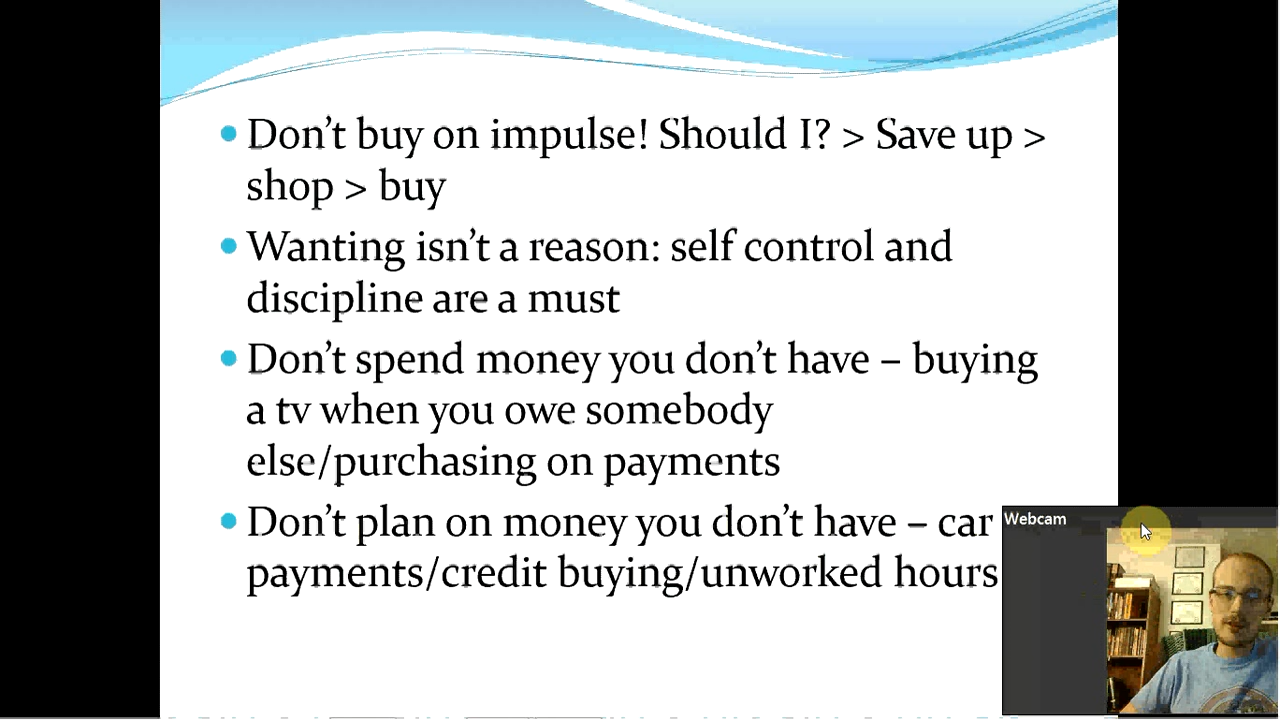 Don't buy on impulse! Should I? > Save up >
shop > buy
Wanting isn't a reason: self control and
discipline are a must
Don't spend money you don't have – buying
a tv when you owe somebody
else/purchasing on payments
Don't plan on money you don't have – car
payments/credit buying/unworked hours
Webcam